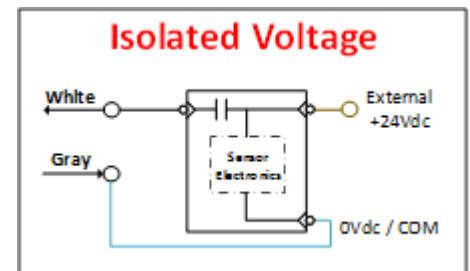 Isolated Voltage
White
External
+24Vdc
Gray
Sensor
Electronics
0Vdc / COM